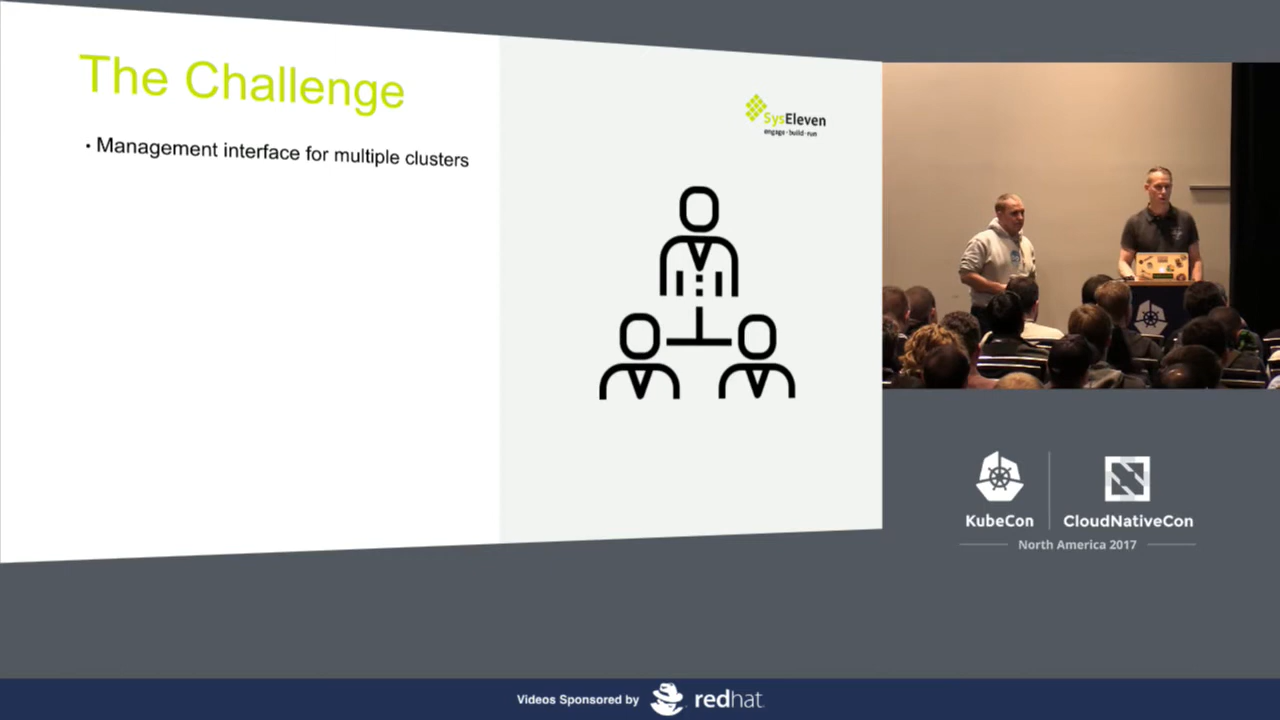 The Challenge
· Management interface for multiple clusters
SysEleven
engage·build·run
KubeCon
CloudNativeCon
North America 2017
Videos Sponsored by
redhat